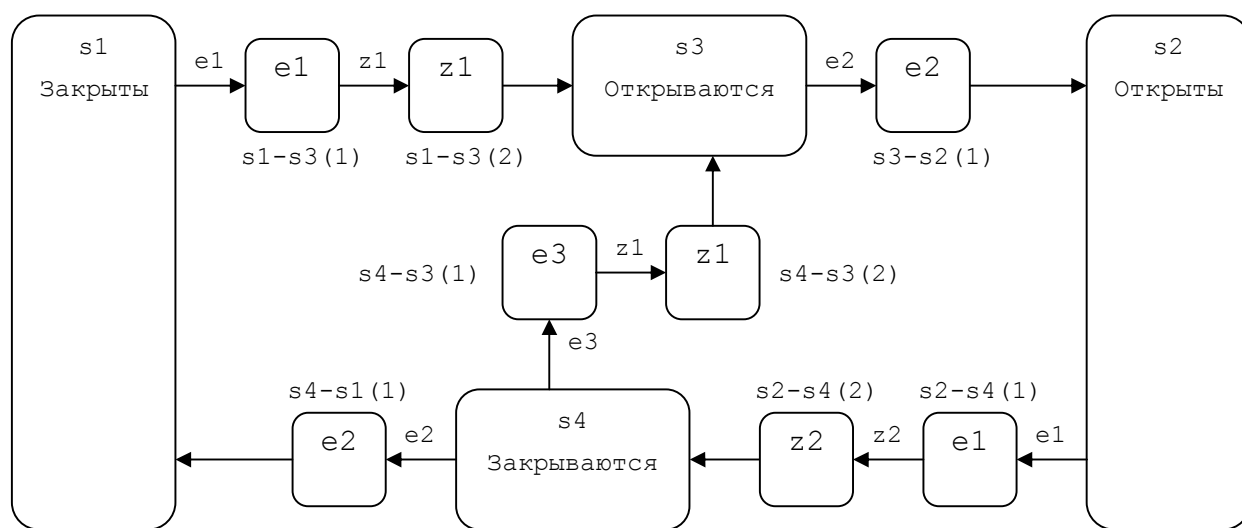 s1
Закрыты
e1
e1
s1-s3(1)
z1
z1
s1-s3(2)
s3
Открываются
e2
e2
s3-s2(1)
s2
Открыты
s4-s3(1)
e3
z1
z1
s4-s3(2)
e3
s4-s1(1)
e2
e2
s4
Закрываются
s2-s4(2)
z2
z2
s2-s4(1)
e1
e1